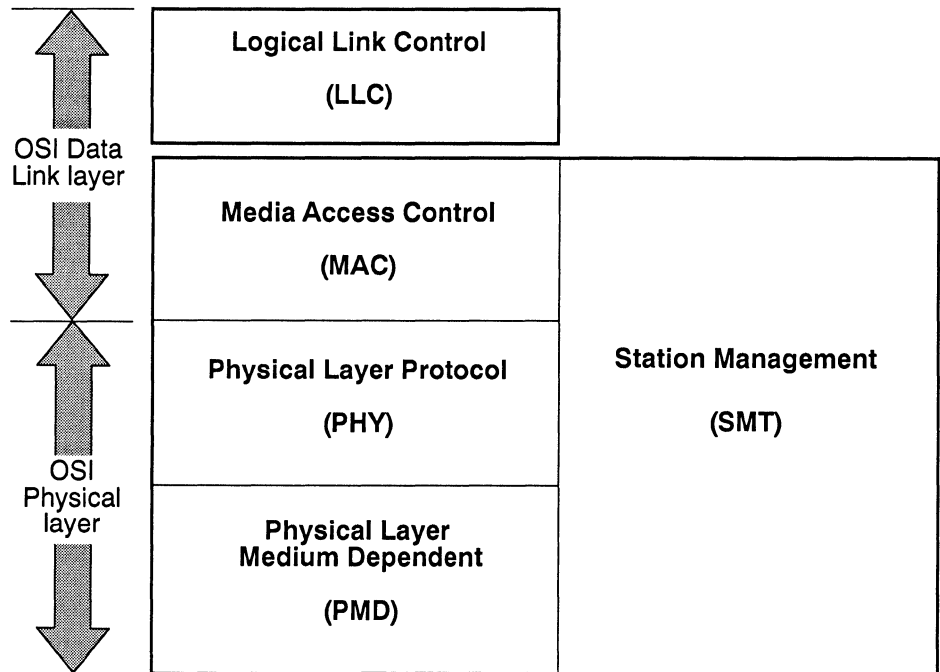 Logical Link Control
(LLC)
OSI Data
Link layer
Media Access Control
(MAC)
Physical Layer Protocol
(PHY)
Station Management
(SMT)
OSI
Physical
layer
Physical Layer
Medium Dependent
(PMD)